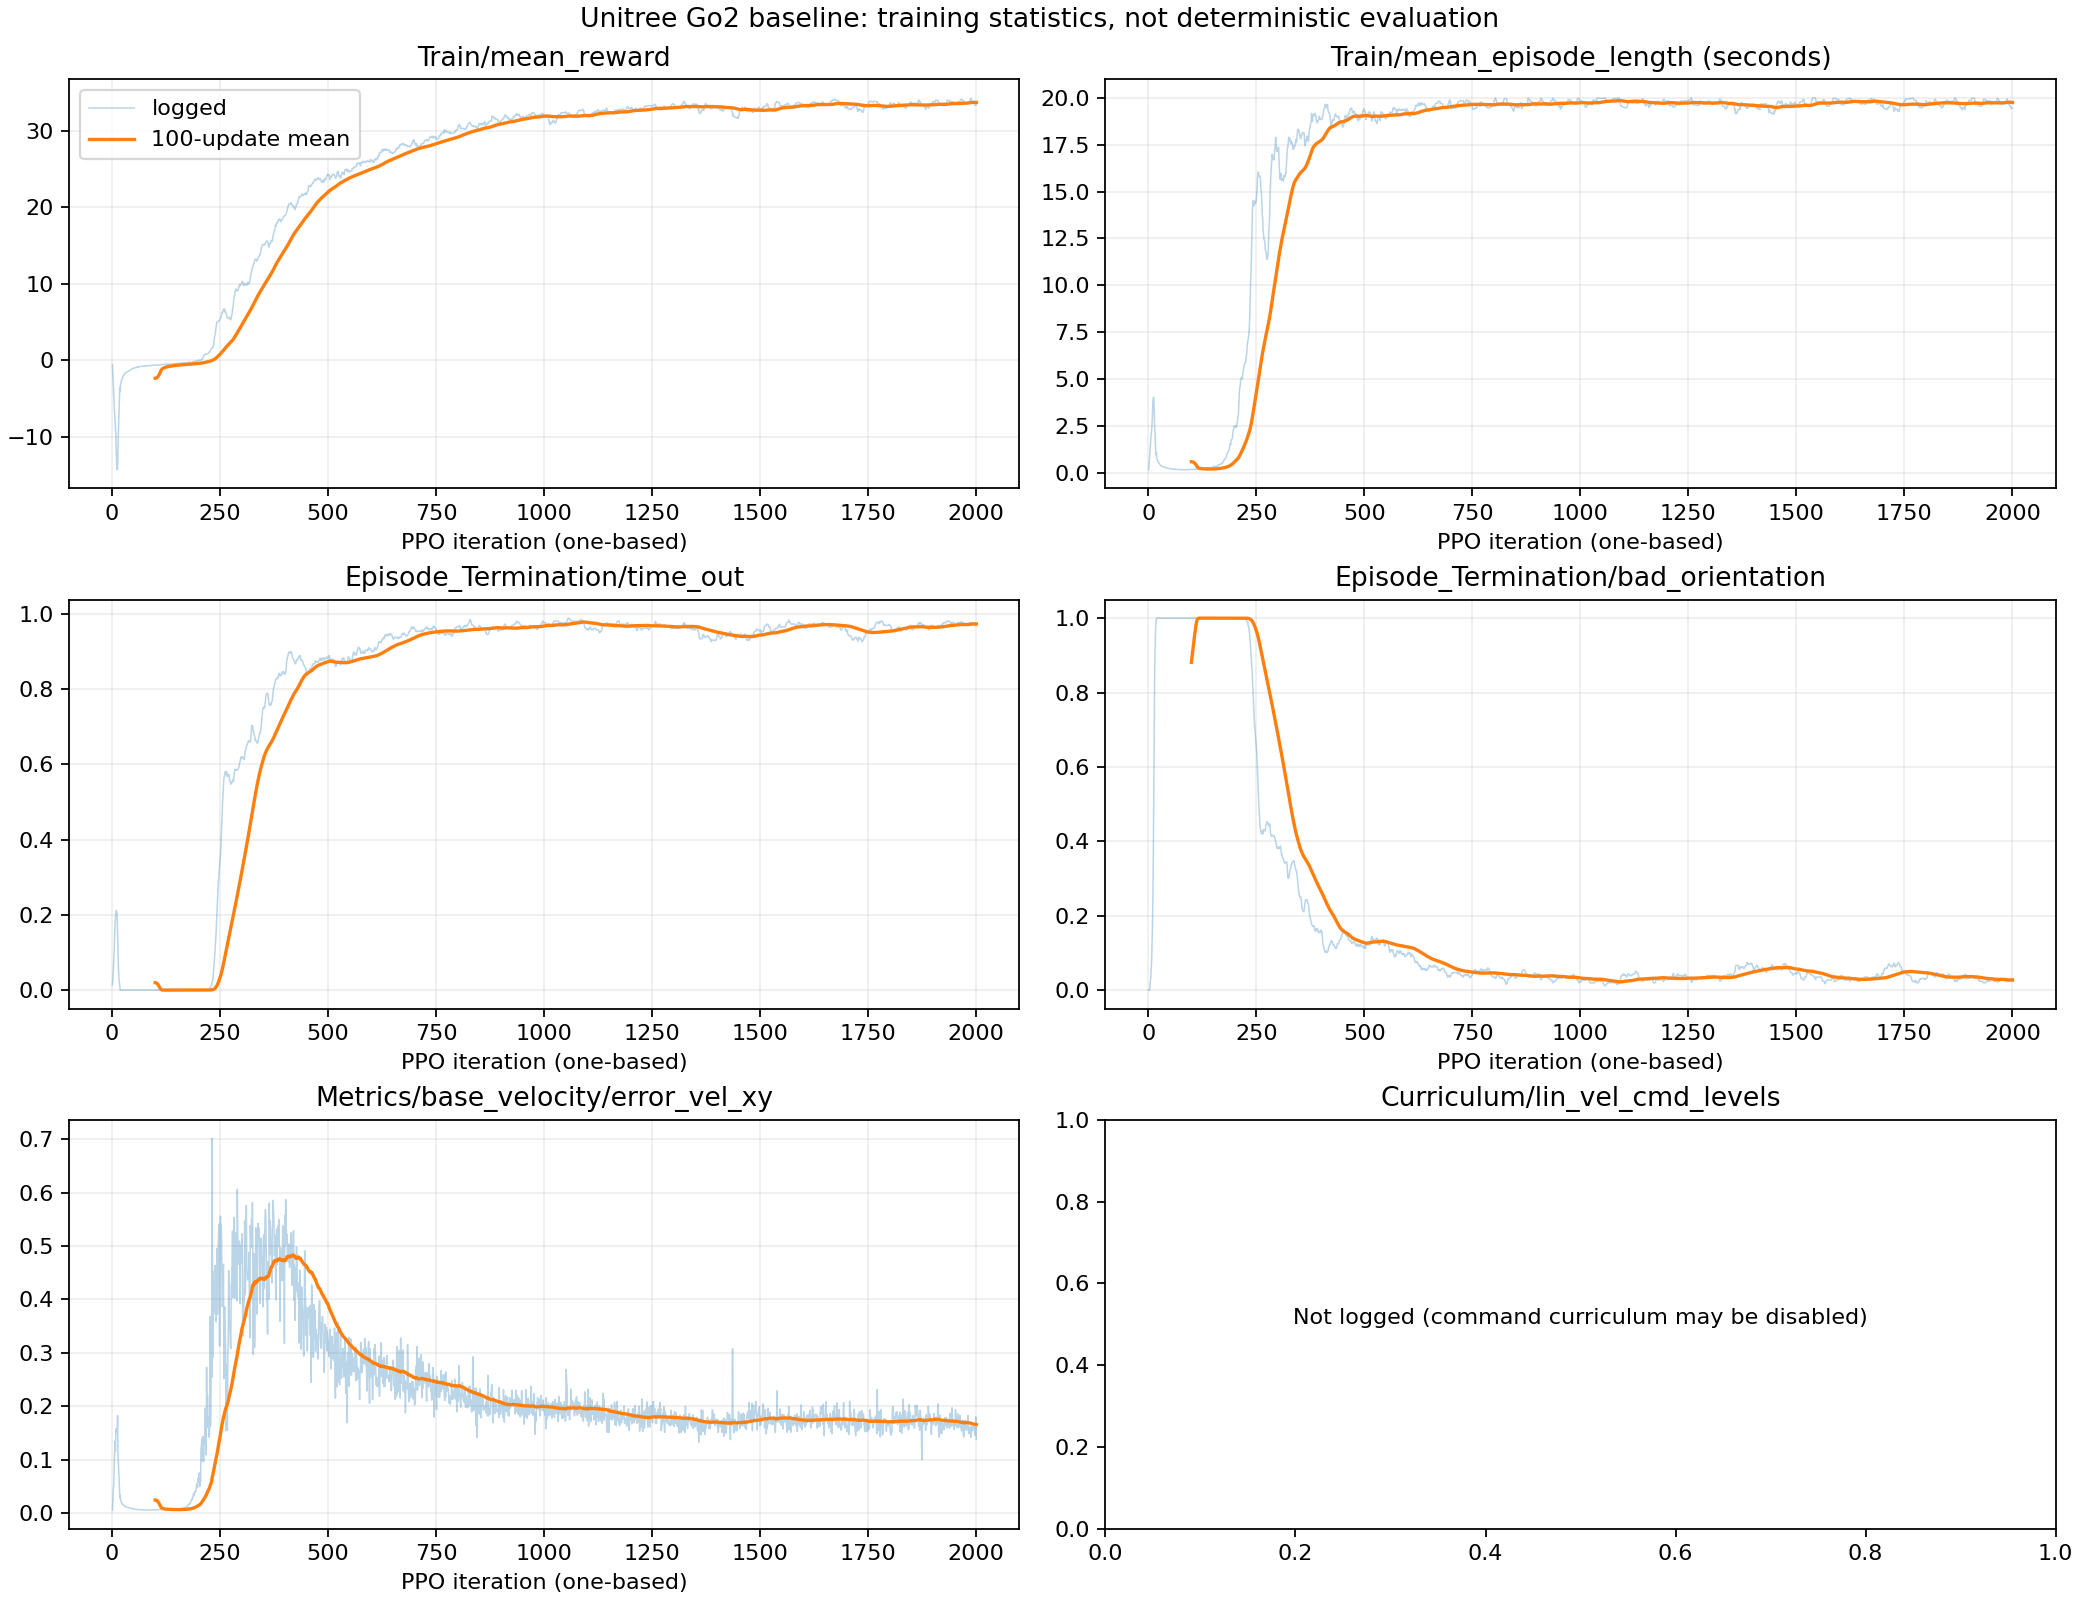 Unitree Go2 baseline: training statistics, not deterministic evaluation
Train/mean_reward
logged
100-update mean
30
20
10
0
−10
0 250 500 750 1000 1250 1500 1750 2000
PPO iteration (one-based)
Train/mean_episode_length (seconds)
20.0
17.5
15.0
12.5
10.0
7.5
5.0
2.5
0.0
0 250 500 750 1000 1250 1500 1750 2000
PPO iteration (one-based)
Episode_Termination/time_out
1.0
0.8
0.6
0.4
0.2
0.0
0 250 500 750 1000 1250 1500 1750 2000
PPO iteration (one-based)
Episode_Termination/bad_orientation
1.0
0.8
0.6
0.4
0.2
0.0
0 250 500 750 1000 1250 1500 1750 2000
PPO iteration (one-based)
Metrics/base_velocity/error_vel_xy
0.7
0.6
0.5
0.4
0.3
0.2
0.1
0.0
0 250 500 750 1000 1250 1500 1750 2000
PPO iteration (one-based)
Curriculum/lin_vel_cmd_levels
1.0
0.8
0.6
0.4
0.2
0.0
Not logged (command curriculum may be disabled)
0.0 0.2 0.4 0.6 0.8 1.0